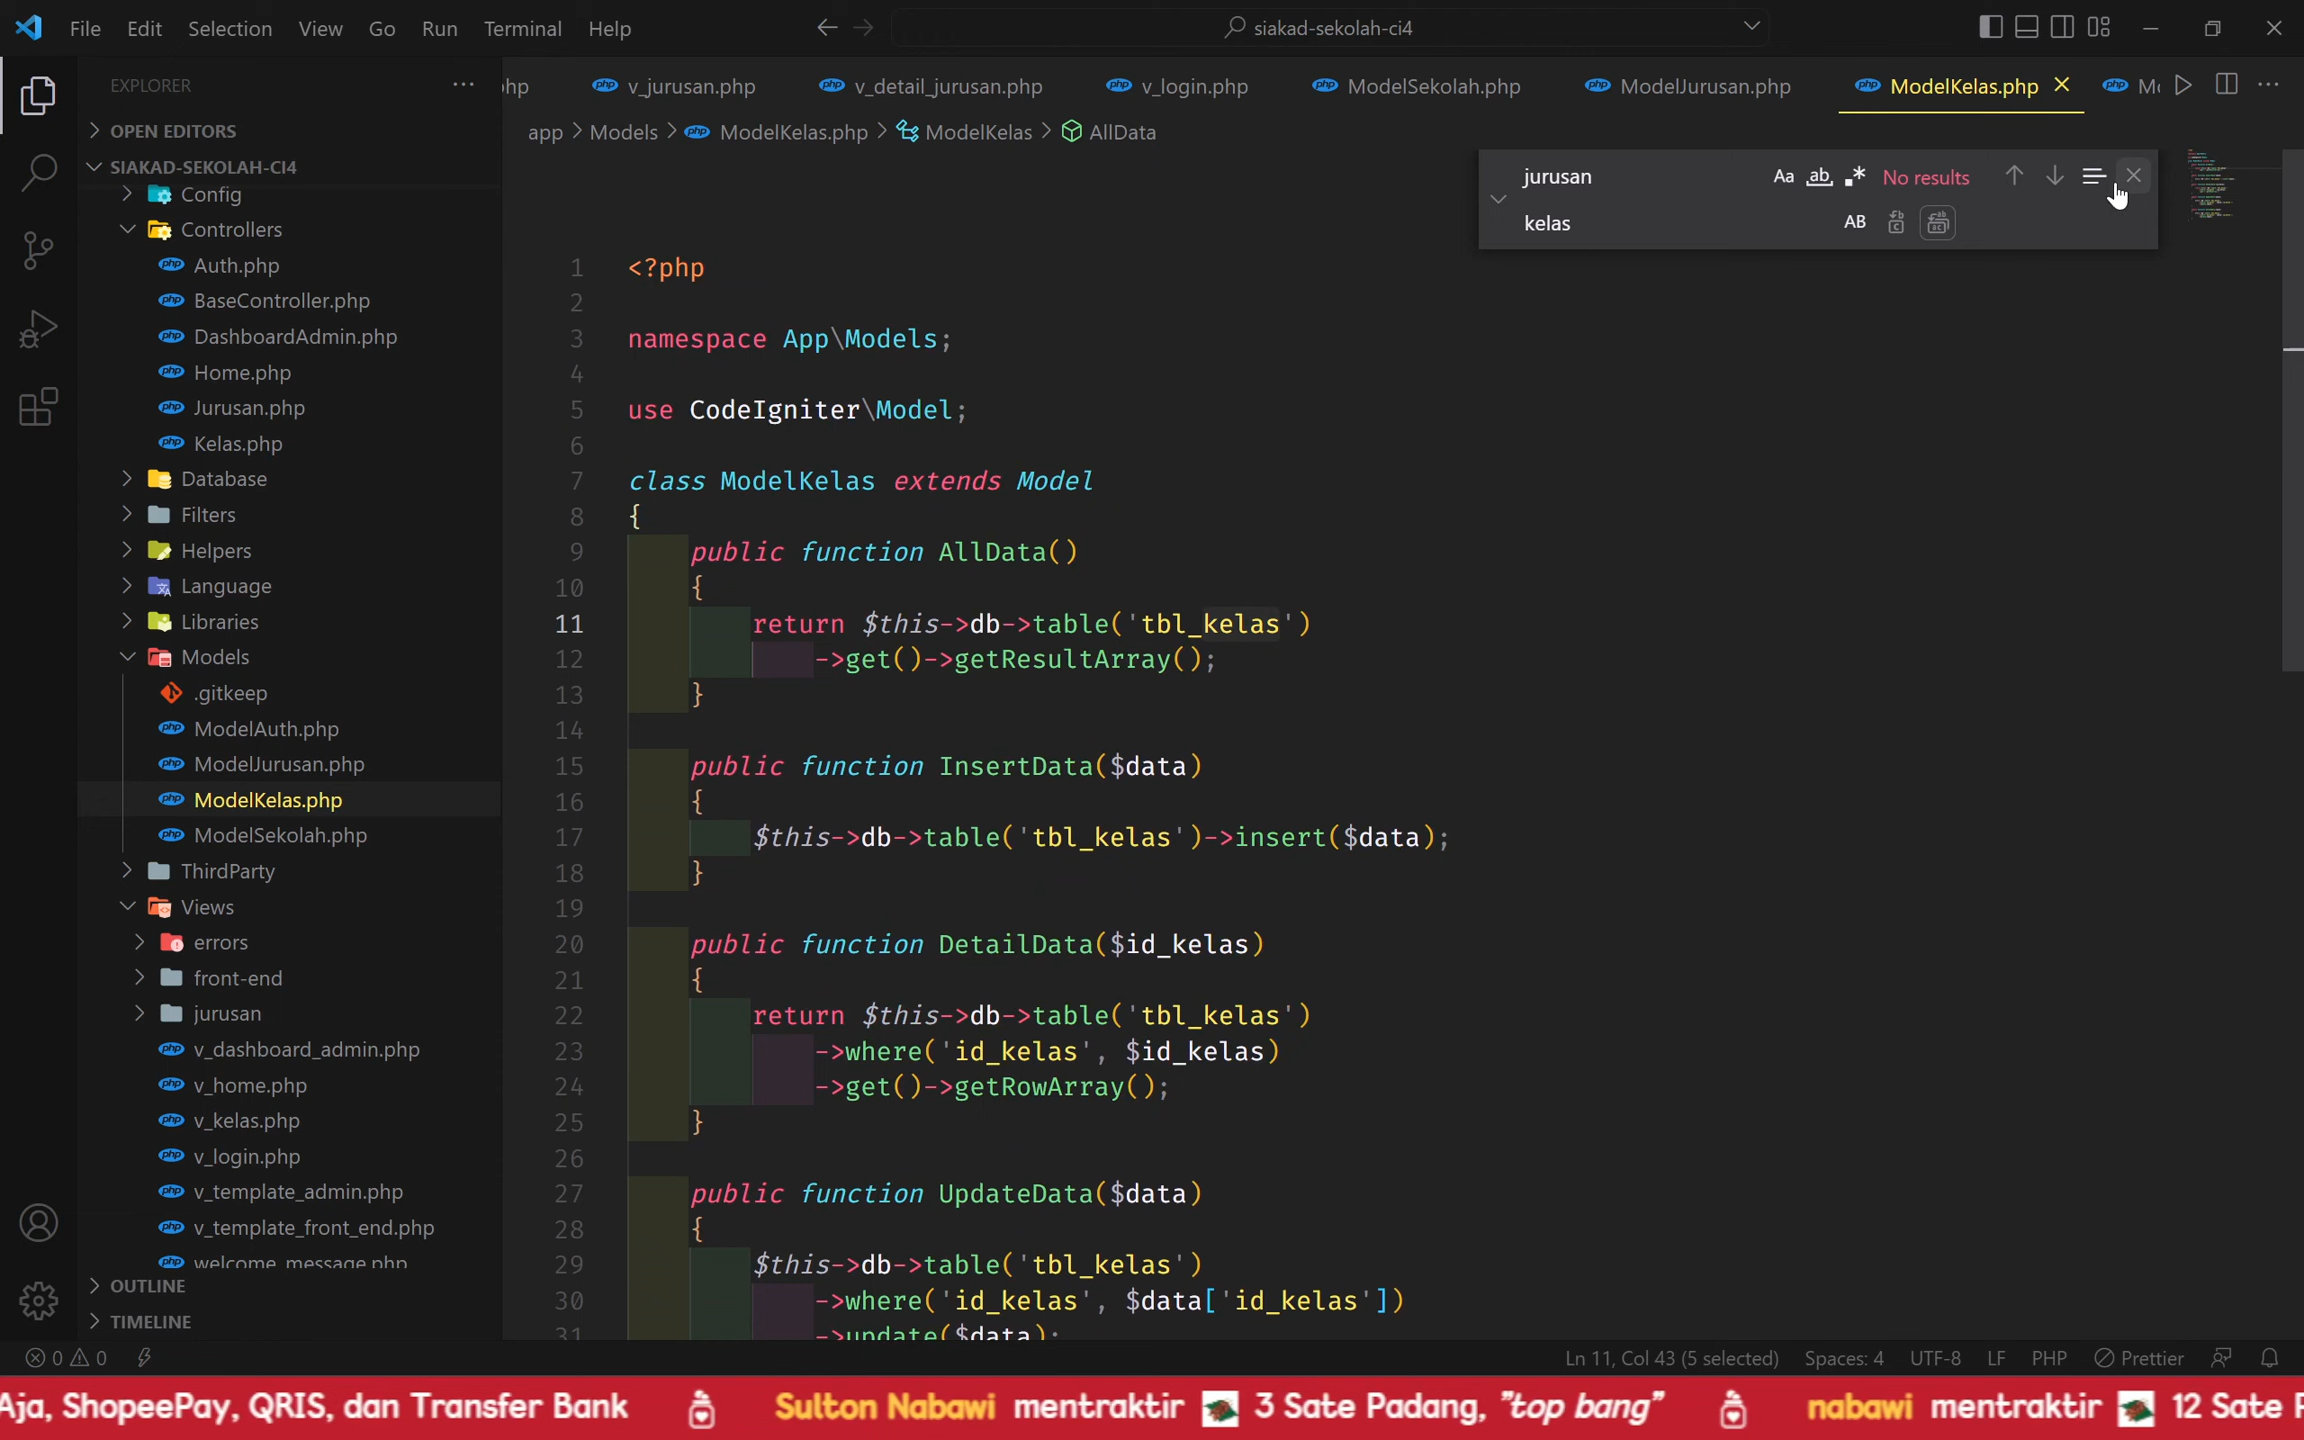 File Edit Selection View Go Run Terminal Help
siakad-sekolah-ci4
EXPLORER
OPEN EDITORS
SIAKAD-SEKOLAH-CI4
Config
Controllers
Auth.php
BaseController.php
DashboardAdmin.php
Home.php
Jurusan.php
Kelas.php
Database
Filters
Helpers
Language
Libraries
Models
.gitkeep
ModelAuth.php
ModelJurusan.php
ModelKelas.php
ModelSekolah.php
ThirdParty
Views
errors
front-end
jurusan
v_dashboard_admin.php
v_home.php
v_kelas.php
v_login.php
v_template_admin.php
v_template_front_end.php
welcome_message.php
OUTLINE
TIMELINE
hp v_jurusan.php v_detail_jurusan.php v_login.php ModelSekolah.php ModelJurusan.php ModelKelas.php
app > Models > ModelKelas.php > ModelKelas > AllData
jurusan Aa ab No results
kelas AB
1 <?php
2
3 namespace App\Models;
4
5 use CodeIgniter\Model;
6
7 class ModelKelas extends Model
8 {
9 public function AllData()
10 {
11 return $this->db->table('tbl_kelas')
12 ->get()->getResultArray();
13 }
14
15 public function InsertData($data)
16 {
17 $this->db->table('tbl_kelas')->insert($data);
18 }
19
20 public function DetailData($id_kelas)
21 {
22 return $this->db->table('tbl_kelas')
23 ->where('id_kelas', $id_kelas)
24 ->get()->getRowArray();
25 }
26
27 public function UpdateData($data)
28 {
29 $this->db->table('tbl_kelas')
30 ->where('id_kelas', $data['id_kelas'])
31 ->update($data);
0 0 Ln 11, Col 43 (5 selected) Spaces: 4 UTF-8 LF PHP Prettier
Aja, ShopeePay, QRIS, dan Transfer Bank Sulton Nabawi mentraktir 3 Sate Padang, "top bang" nabawi mentraktir 12 Sate